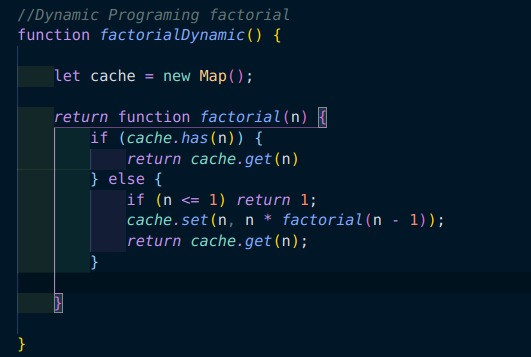 //Dynamic Programing factorial
function factorialDynamic() {
let cache = new Map();
return function factorial(n) {
if (cache.has(n)) {
return cache.get(n)
} else {
if (n <= 1) return 1;
cache.set(n, n * factorial(n - 1));
return cache.get(n);
}
}
}